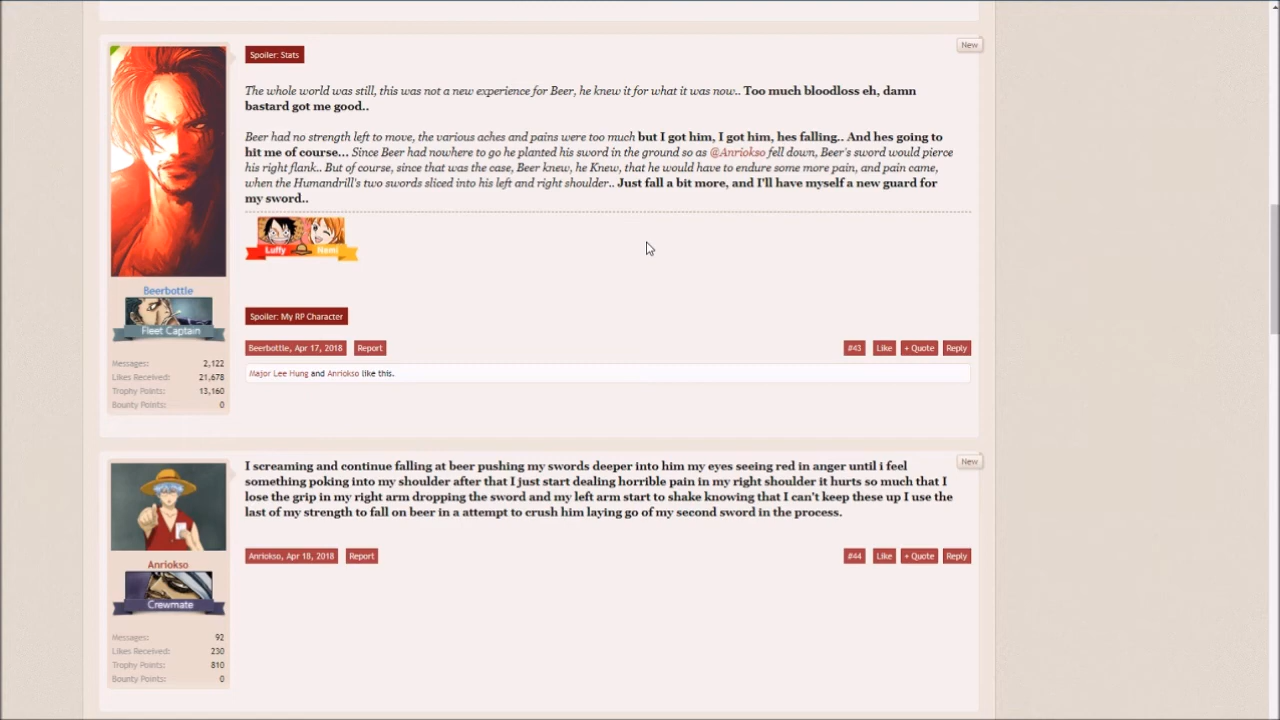 New
Spoiler: Stats
The whole world was still, this was not a new experience for Beer, he knew it for what it was now.. Too much bloodloss eh, damn
bastard got me good..
Beer had no strength left to move, the various aches and pains were too much but I got him, I got him, hes falling.. And hes going to
hit me of course... Since Beer had nowhere to go he planted his sword in the ground so as @Anriokso fell down, Beer's sword would pierce
his right flank.. But of course, since that was the case, Beer knew, he Knew, that he would have to endure some more pain, and pain came,
when the Humandrill's two swords sliced into his left and right shoulder.. Just fall a bit more, and I'll have myself a new guard for
my sword..
Luffy Nami
Beerbottle
Fleet Captain
Messages: 2,122
Likes Received: 21,678
Trophy Points: 13,160
Bounty Points: 0
Spoiler: My RP Character
Beerbottle, Apr 17, 2018 Report #43 Like + Quote Reply
Major Lee Hung and Anriokso like this.
New
I screaming and continue falling at beer pushing my swords deeper into him my eyes seeing red in anger until i feel
something poking into my shoulder after that I just start dealing horrible pain in my right shoulder it hurts so much that I
lose the grip in my right arm dropping the sword and my left arm start to shake knowing that I can't keep these up I use the
last of my strength to fall on beer in a attempt to crush him laying go of my second sword in the process.
Anriokso, Apr 18, 2018 Report #44 Like + Quote Reply
Anriokso
Crewmate
Messages: 92
Likes Received: 230
Trophy Points: 810
Bounty Points: 0